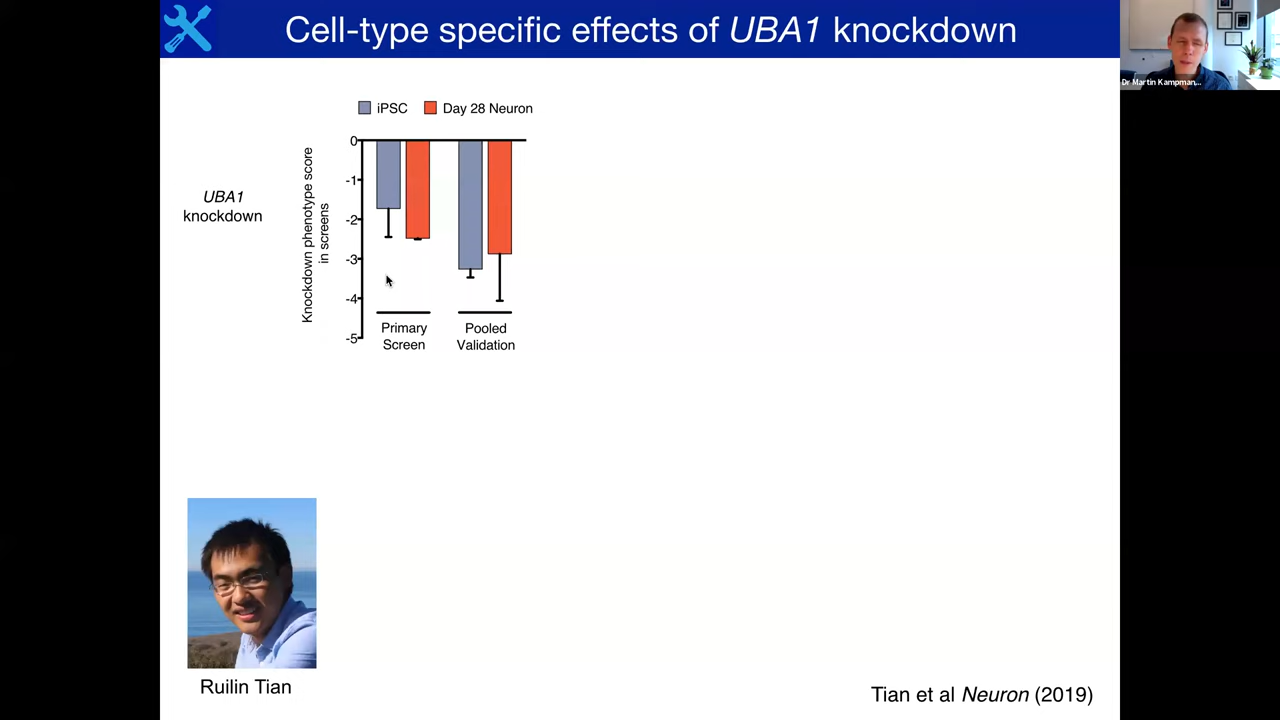 Cell-type specific effects of UBA1 knockdown
Dr Martin Kampman,...
iPSC
Day 28 Neuron
UBA1
knockdown
Knockdown phenotype score
in screens
0
-1
-2
-3
-4
-5
Primary
Screen
Pooled
Validation
Ruilin Tian
Tian et al Neuron (2019)